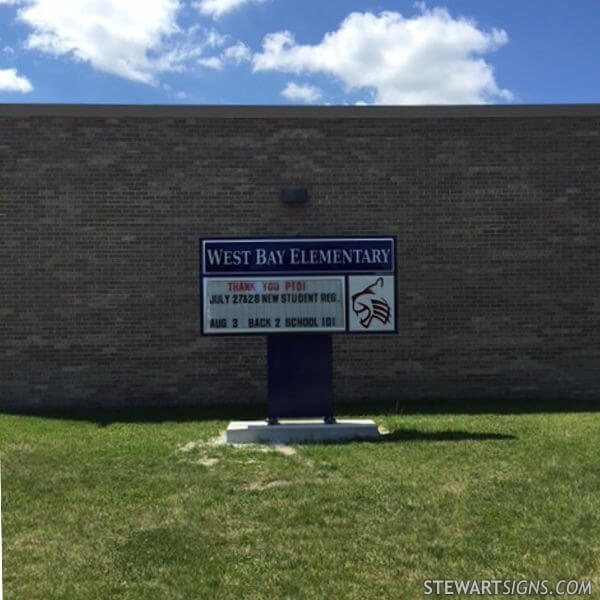 WEST BAY ELEMENTARY
THANK YOU PTO!
JULY 27&28 NEW STUDENT REG.
AUG 3 BACK 2 SCHOOL 101
STEWARTSIGNS.COM